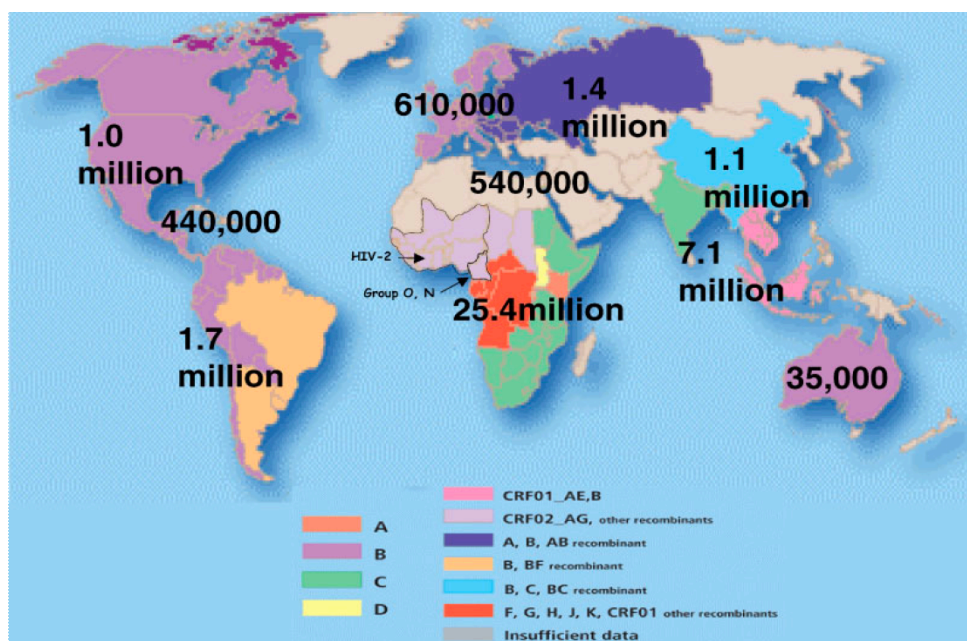 610,000
1.4
million
1.0
million
1.1
million
540,000
440,000
HIV-2
7.1
million
Group O, N
25.4million
1.7
million
35,000
A
B
C
D
CRF01_AE,B
CRF02_AG, other recombinants
A, B, AB recombinant
B, BF recombinant
B, C, BC recombinant
F, G, H, J, K, CRF01 other recombinants
Insufficient data